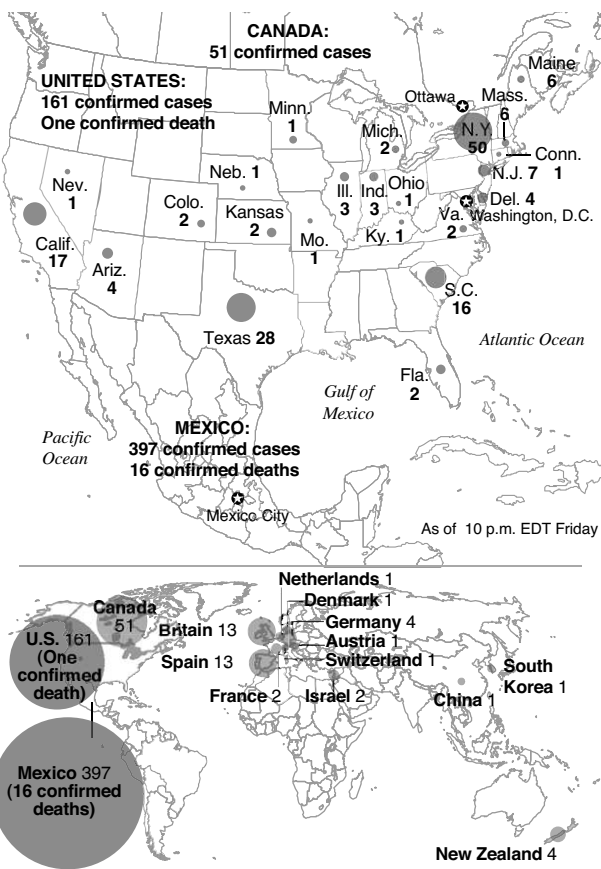 CANADA:
51 confirmed cases
UNITED STATES:
161 confirmed cases
One confirmed death
Maine
6
Ottawa
Mass.
6
Minn.
1
Mich.
2
N.Y.
50
Conn.
1
N.J. 7
Neb. 1
Nev.
1
Colo.
2
Kansas
2
Ill.
3
Ind.
3
Ohio
1
Del. 4
Washington, D.C.
Va.
2
Ky. 1
Mo.
1
Calif.
17
Ariz.
4
S.C.
16
Texas 28
Atlantic Ocean
Fla.
2
Gulf of
Mexico
Pacific
Ocean
MEXICO:
397 confirmed cases
16 confirmed deaths
Mexico City
As of 10 p.m. EDT Friday
Netherlands 1
Denmark 1
Canada
51
Germany 4
Britain 13
U.S. 161
(One
confirmed
death)
Austria 1
Spain 13
Switzerland 1
South
Korea 1
France 2
Israel 2
China 1
Mexico 397
(16 confirmed
deaths)
New Zealand 4